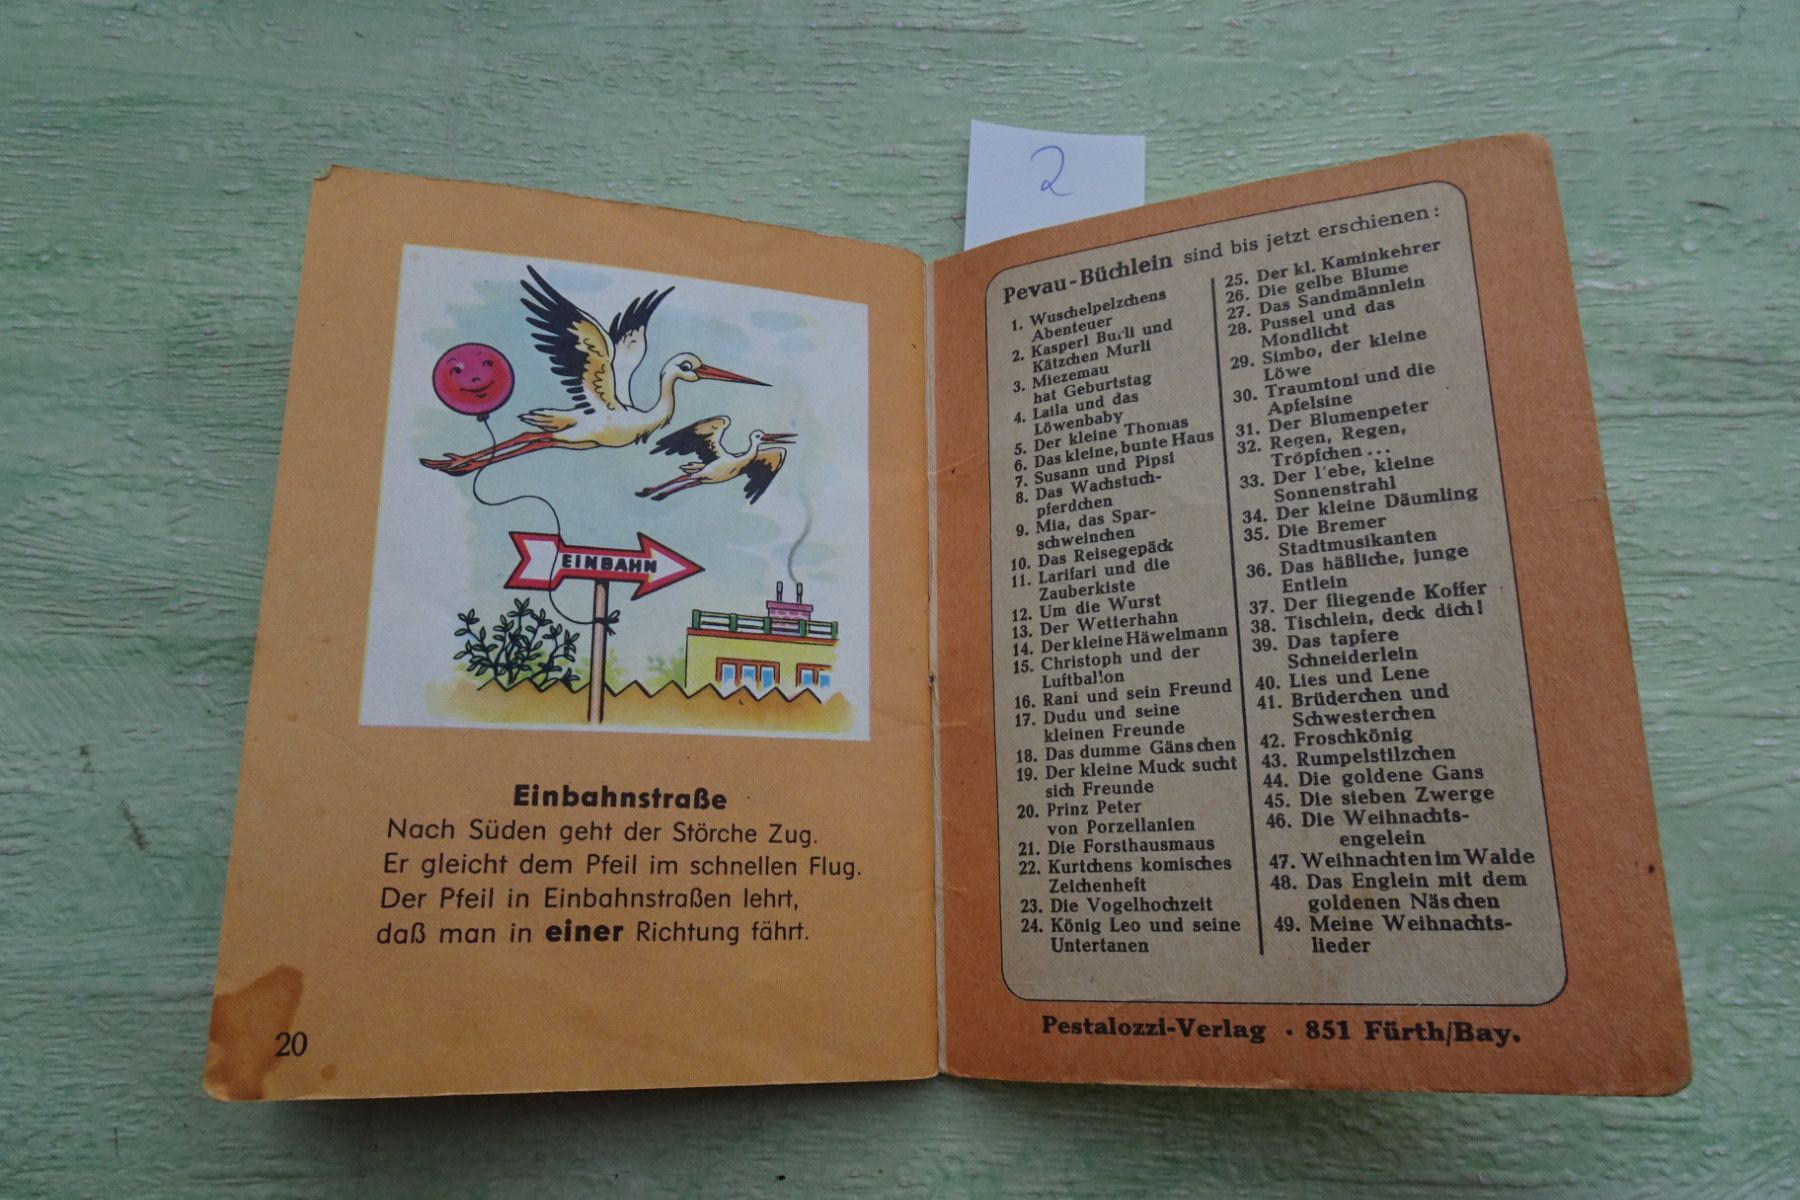 2
EINBAHN
Einbahnstraße
Nach Süden geht der Störche Zug.
Er gleicht dem Pfeil im schnellen Flug.
Der Pfeil in Einbahnstraßen lehrt,
daß man in einer Richtung fährt.
20
Pevau-Büchlein sind bis jetzt erschienen:
1. Wuschelpelzchens
Abenteuer
2. Kasperl Burli und
Kätzchen Murli
3. Miezemau
hat Geburtstag
4. Laila und das
Löwenbaby
5. Der kleine Thomas
6. Das kleine, bunte Haus
7. Susann und Pipsi
8. Das Wachstuch-
pferdchen
9. Mia, das Spar-
schweinchen
10. Das Reisegepäck
11. Larifari und die
Zauberkiste
12. Um die Wurst
13. Der Wetterhahn
14. Der kleine Häwelmann
15. Christoph und der
Luftballon
16. Rani und sein Freund
17. Dudu und seine
kleinen Freunde
18. Das dumme Gänschen
19. Der kleine Muck sucht
sich Freunde
20. Prinz Peter
von Porzellanien
21. Die Forsthausmaus
22. Kurtchens komisches
Zeichenheft
23. Die Vogelhochzeit
24. König Leo und seine
Untertanen
25. Der kl. Kaminkehrer
26. Die gelbe Blume
27. Das Sandmännlein
28. Pussel und das
Mondlicht
29. Simbo, der kleine
Löwe
30. Traumtoni und die
Apfelsine
31. Der Blumenpeter
32. Regen, Regen,
Tröpfchen...
33. Der l'ebe, kleine
Sonnenstrahl
34. Der kleine Däumling
35. Die Bremer
Stadtmusikanten
36. Das häßliche, junge
Entlein
37. Der fliegende Koffer
38. Tischlein, deck dich!
39. Das tapfere
Schneiderlein
40. Lies und Lene
41. Brüderchen und
Schwesterchen
42. Froschkönig
43. Rumpelstilzchen
44. Die goldene Gans
45. Die sieben Zwerge
46. Die Weihnachts-
engelein
47. Weihnachten im Walde
48. Das Englein mit dem
goldenen Näschen
49. Meine Weihnachts-
lieder
Pestalozzi-Verlag · 851 Fürth/Bay.